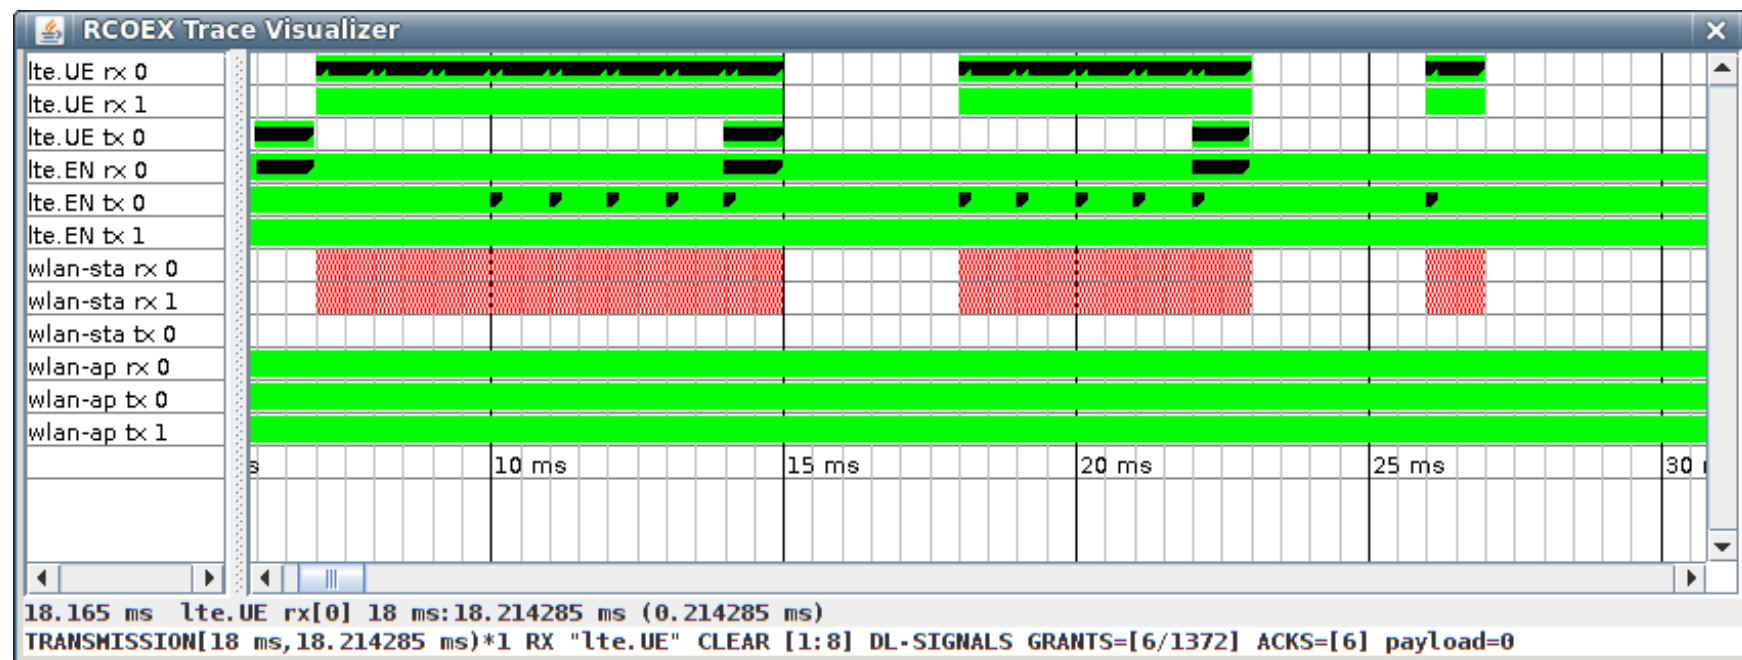 RCOEX Trace Visualizer
lte.UE rx 0
lte.UE rx 1
lte.UE tx 0
lte.EN rx 0
lte.EN tx 0
lte.EN tx 1
wlan-sta rx 0
wlan-sta rx 1
wlan-sta tx 0
wlan-ap rx 0
wlan-ap tx 0
wlan-ap tx 1
s 10 ms 15 ms 20 ms 25 ms 30
18.165 ms lte.UE rx[0] 18 ms:18.214285 ms (0.214285 ms)
TRANSMISSION[18 ms,18.214285 ms)*1 RX "lte.UE" CLEAR [1:8] DL-SIGNALS GRANTS=[6/1372] ACKS=[6] payload=0